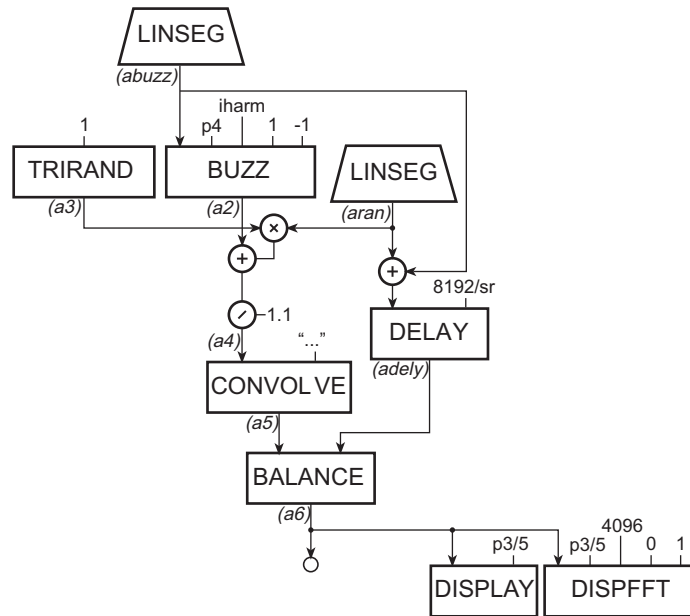 LINSEG
(abuzz)
iharm
1
p4
1
-1
TRIRAND
BUZZ
LINSEG
(a3)
(a2)
(aran)
×
+
+
8192/sr
1.1
(a4)
"..."
DELAY
(adely)
CONVOLVE
(a5)
BALANCE
(a6)
4096
p3/5
p3/5
0
1
DISPLAY
DISPFFT